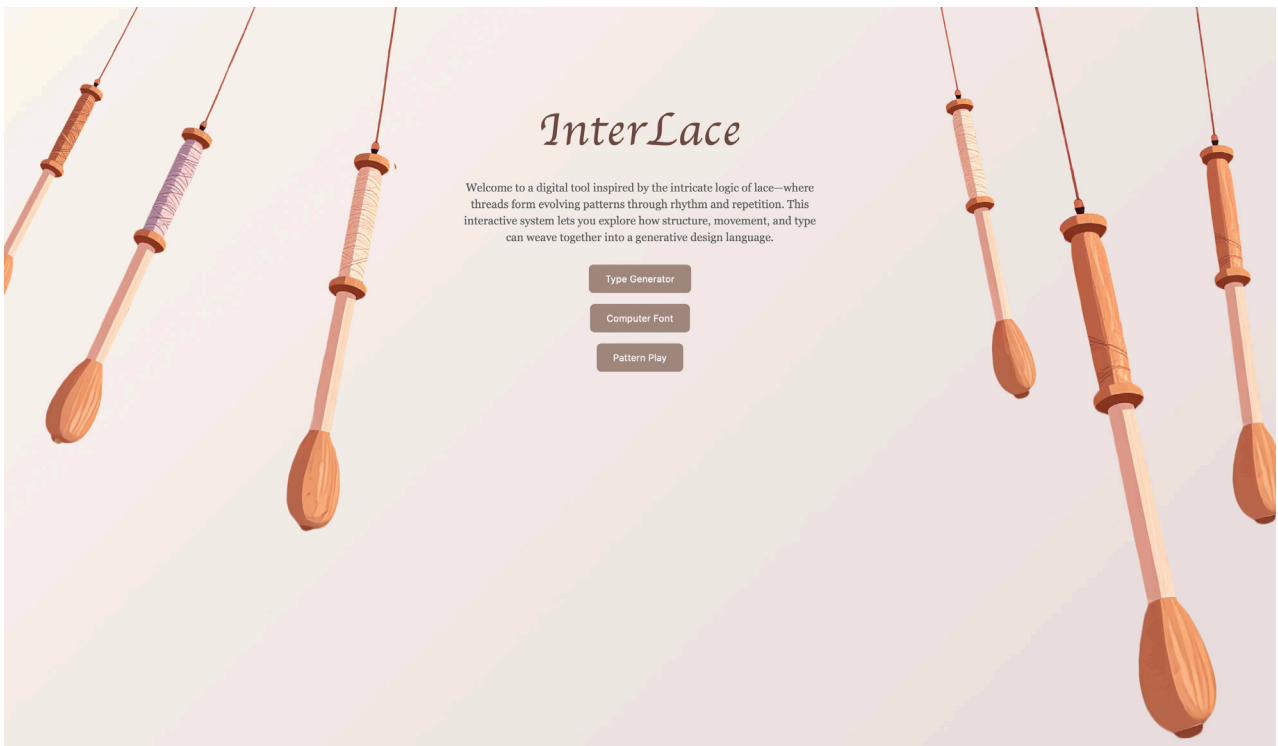 InterLace
Welcome to a digital tool inspired by the intricate logic of lace—where
threads form evolving patterns through rhythm and repetition. This
interactive system lets you explore how structure, movement, and type
can weave together into a generative design language.
Type Generator
Computer Font
Pattern Play